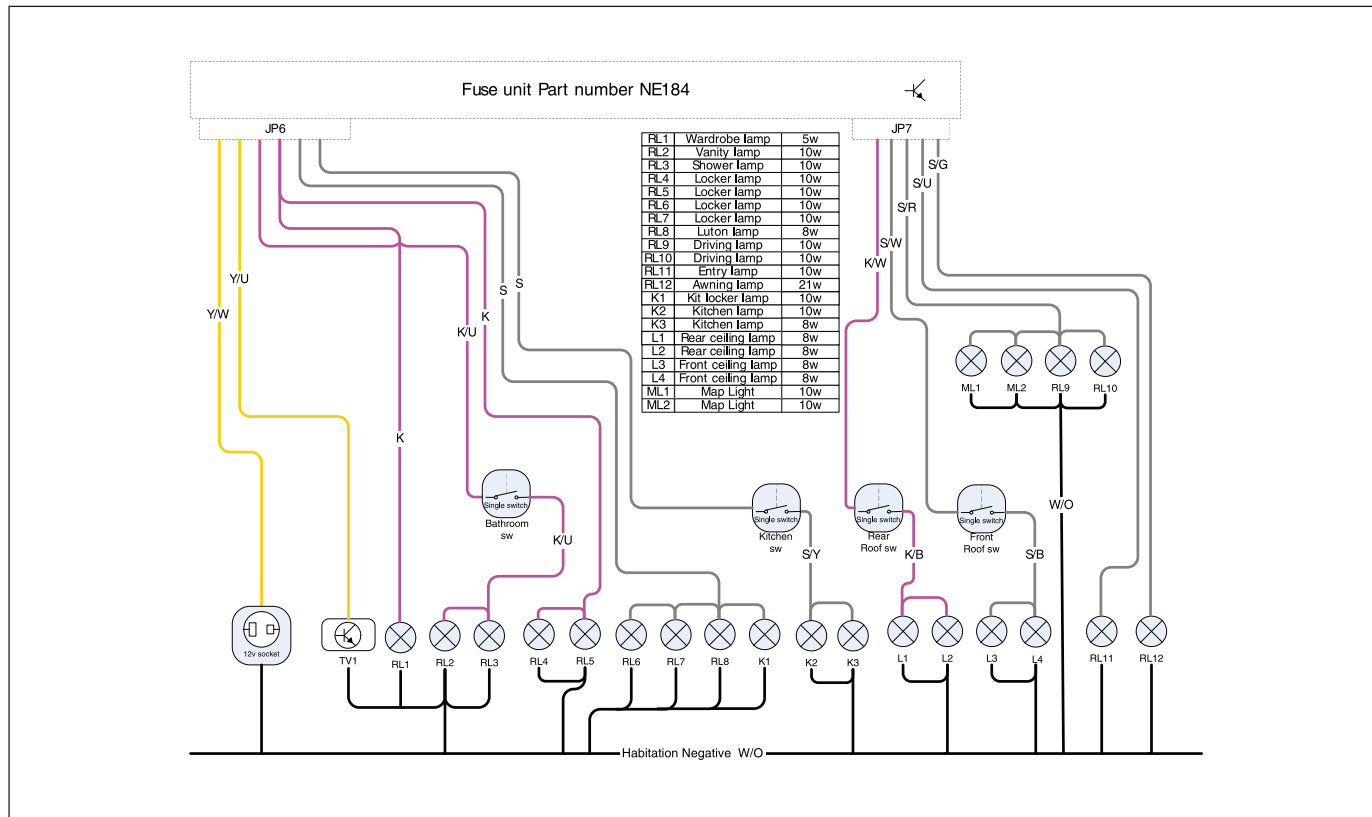 Fuse unit Part number NE184
JP6
JP7
RL1 Wardrobe lamp 5w
RL2 Vanity lamp 10w
RL3 Shower lamp 10w
RL4 Locker lamp 10w
RL5 Locker lamp 10w
RL6 Locker lamp 10w
RL7 Locker lamp 10w
RL8 Luton lamp 8w
RL9 Driving lamp 10w
RL10 Driving lamp 10w
RL11 Entry lamp 10w
RL12 Awning lamp 21w
K1 Kit locker lamp 10w
K2 Kitchen lamp 10w
K3 Kitchen lamp 8w
L1 Rear ceiling lamp 8w
L2 Rear ceiling lamp 8w
L3 Front ceiling lamp 8w
L4 Front ceiling lamp 8w
ML1 Map Light 10w
ML2 Map Light 10w
S/G
S/U
S/R
S/W
K/W
Y/U
Y/W
S
S
K
K/U
K
ML1 ML2 RL9 RL10
Single switch
Bathroom
sw
Single switch
Kitchen
sw
Single switch
Rear
Roof sw
Single switch
Front
Roof sw
W/O
K/U
S/Y
K/B
S/B
12v socket
TV1 RL1 RL2 RL3 RL4 RL5 RL6 RL7 RL8 K1 K2 K3 L1 L2 L3 L4 RL11 RL12
Habitation Negative W/O